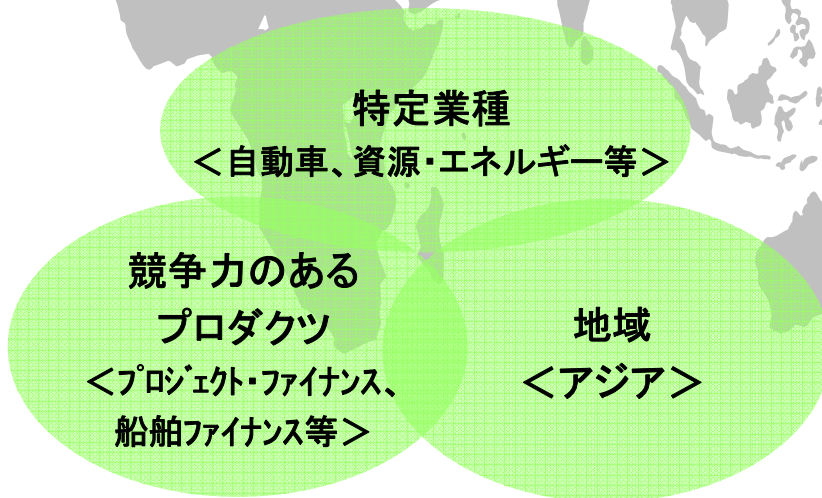 特定業種
＜自動車、資源・エネルギー等＞
競争力のある
プロダクツ
＜ﾌﾟﾛｼﾞｪｸﾄ・ﾌｧｲﾅﾝｽ、
船舶ﾌｧｲﾅﾝｽ等＞
地域
＜アジア＞